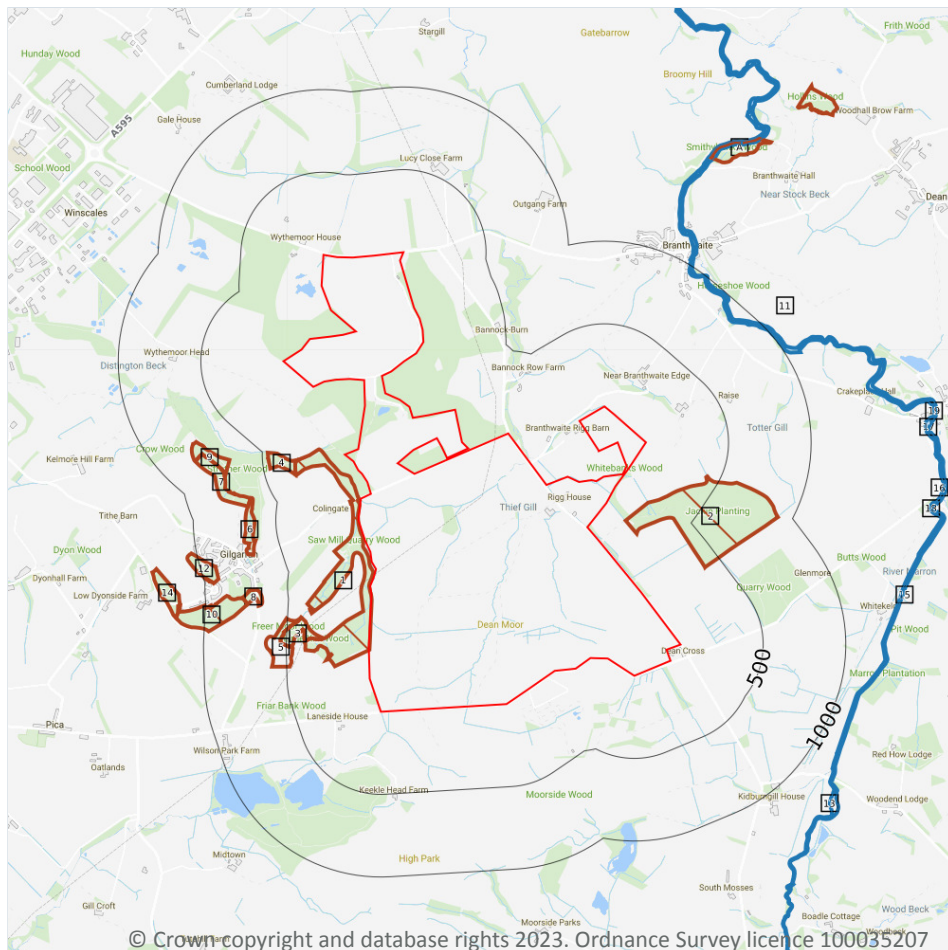 Stargill
Gatebarrow
Frith Wood
Hunday Wood
Cumberland Lodge
Broomy Hill
Hollins Wood
Woodhall Brow Farm
Gale House
A595
School Wood
Lucy Close Farm
A
Branthwaite Hall
Near Stock Beck
Dean
Winscales
Outgang Farm
Wythemoor House
Branthwaite
11
Bannock-Burn
Wythemoor Head
Distington Beck
Bannock Row Farm
Near Branthwaite Edge
Raise
Crakeplace Hall
19
Crow Wood
Branthwaite Rigg Barn
Totter Gill
Kelmore Hill Farm
9
4
Whitebanks Wood
7
Rigg House
16
Colingate
Thief Gill
2
Tithe Barn
6
Saw Mill Quarry Wood
Dyon Wood
Gilgarran
Butts Wood
12
Glenmore
River Marron
Dyonhall Farm
1
Quarry Wood
Low Dyonside Farm
14
8
15
10
Dean Moor
Pit Wood
3
5
Dean Cross
500
Marron Plantation
Friar Bank Wood
Laneside House
1000
Pica
Wilson Park Farm
Red How Lodge
Oatlands
Keekle Head Farm
Moorside Wood
Kidburngill House
13
Woodend Lodge
Midtown
High Park
South Mosses
Gill Croft
Moorside Parks
Boadle Cottage
Wood Beck
© Crown copyright and database rights 2023. Ordnance Survey licence 100035207